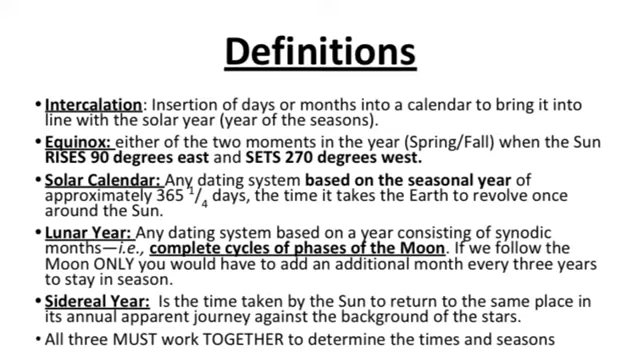 Definitions
• Intercalation: Insertion of days or months into a calendar to bring it into
line with the solar year (year of the seasons).
• Equinox: either of the two moments in the year (Spring/Fall) when the Sun
RISES 90 degrees east and SETS 270 degrees west.
• Solar Calendar: Any dating system based on the seasonal year of
approximately 365 1/4 days, the time it takes the Earth to revolve once
around the Sun.
• Lunar Year: Any dating system based on a year consisting of synodic
months—i.e., complete cycles of phases of the Moon. If we follow the
Moon ONLY you would have to add an additional month every three years
to stay in season.
• Sidereal Year: Is the time taken by the Sun to return to the same place in
its annual apparent journey against the background of the stars.
• All three MUST work TOGETHER to determine the times and seasons